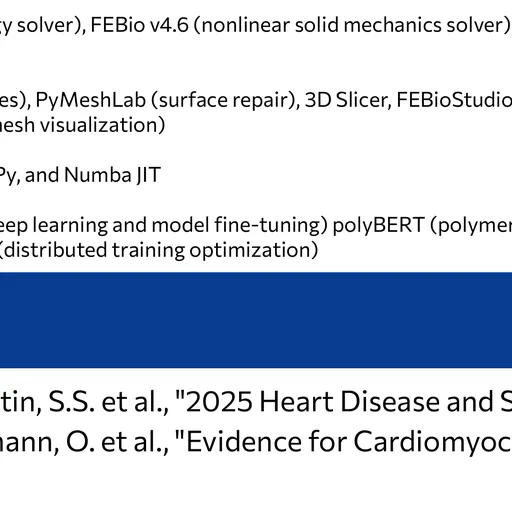 gy solver), FEBio v4.6 (nonlinear solid mechanics solver)
es), PyMeshLab (surface repair), 3D Slicer, FEBioStudio
nesh visualization)
Py, and Numba JIT
eep learning and model fine-tuning) polyBERT (polymer
(distributed training optimization)
tin, S.S. et al., "2025 Heart Disease and S
nann, O. et al., "Evidence for Cardiomyoc